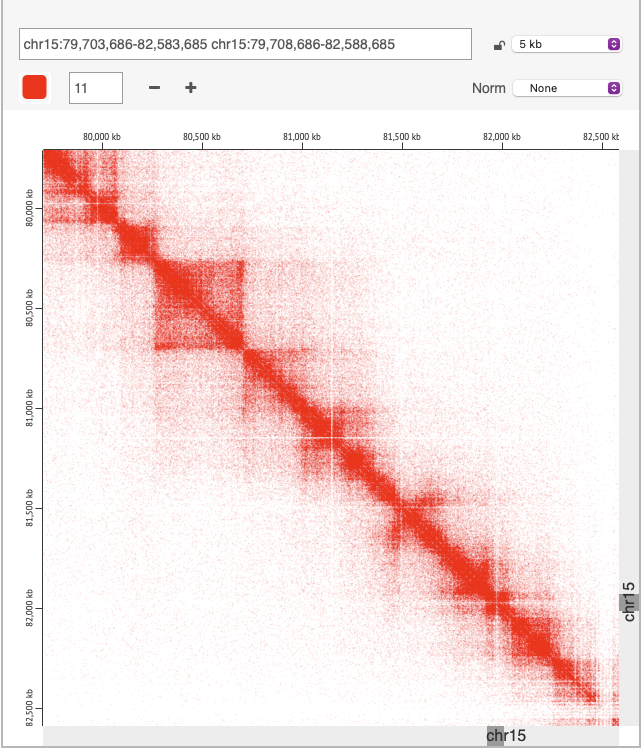 chr15:79,703,686-82,583,685 chr15:79,708,686-82,588,685
5 kb
11
Norm
None
80,000 kb
80,500 kb
81,000 kb
81,500 kb
82,000 kb
82,500 kb
80,000 kb
80,500 kb
81,000 kb
81,500 kb
82,000 kb
82,500 kb
chr15
chr15